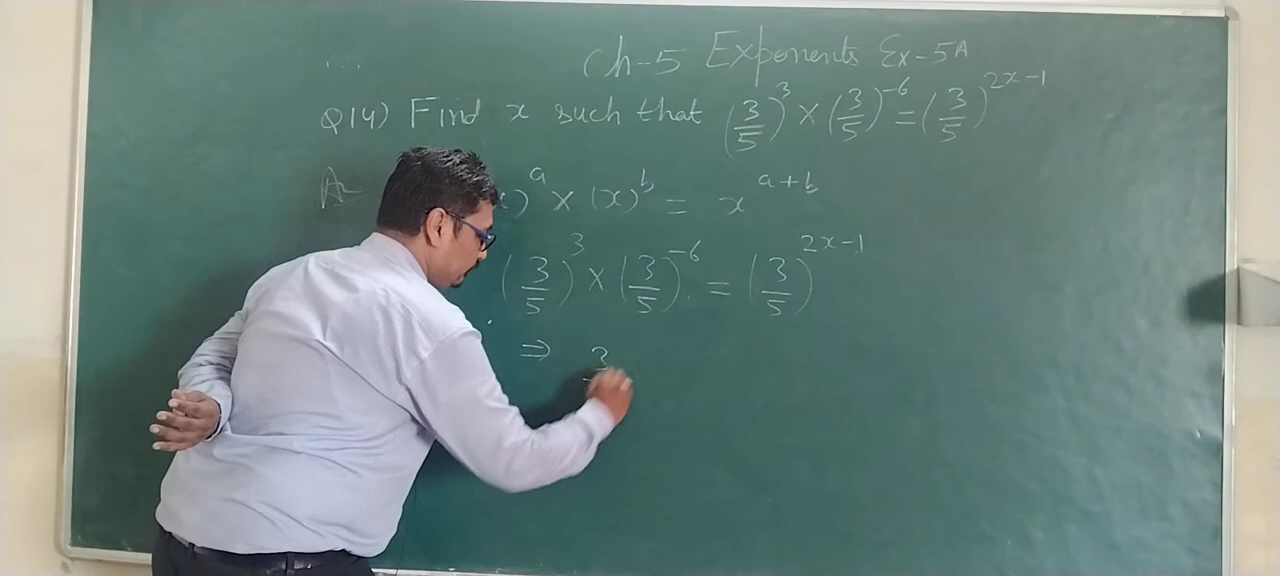 Ch-5 Exponents Ex-5A
Q14) Find x such that (3/5)^3 × (3/5)^-6 = (3/5)^2x-1
)^a × (x)^b = x^a+b
(3/5)^3 × (3/5)^-6 = (3/5)^2x-1
⇒ 3